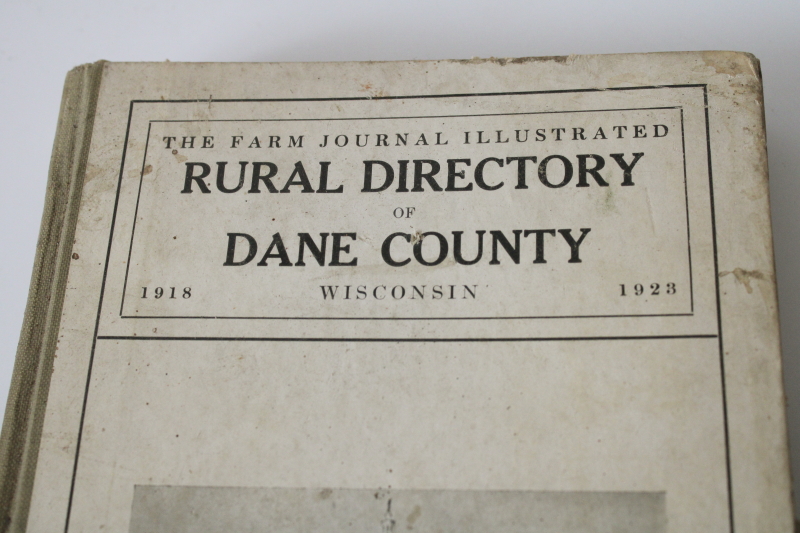 THE FARM JOURNAL ILLUSTRATED
RURAL DIRECTORY
OF
DANE COUNTY
1918 WISCONSIN 1923